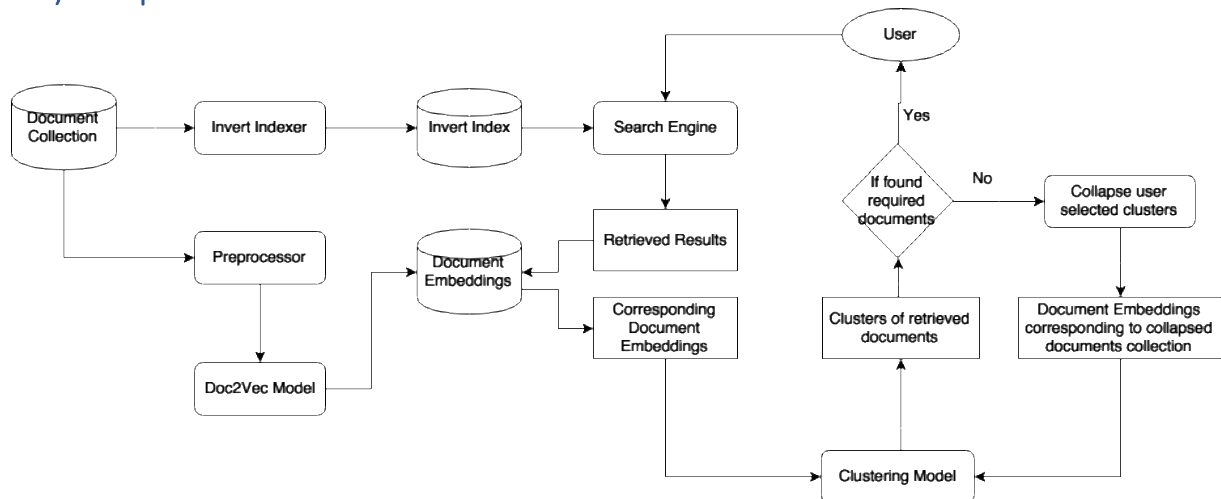 User
Document
Collection
Invert Indexer
Invert Index
Search Engine
Yes
If found
required
documents
No
Collapse user
selected clusters
Preprocessor
Document
Embeddings
Retrieved Results
Corresponding
Document
Embeddings
Clusters of retrieved
documents
Document Embeddings
corresponding to collapsed
documents collection
Doc2Vec Model
Clustering Model